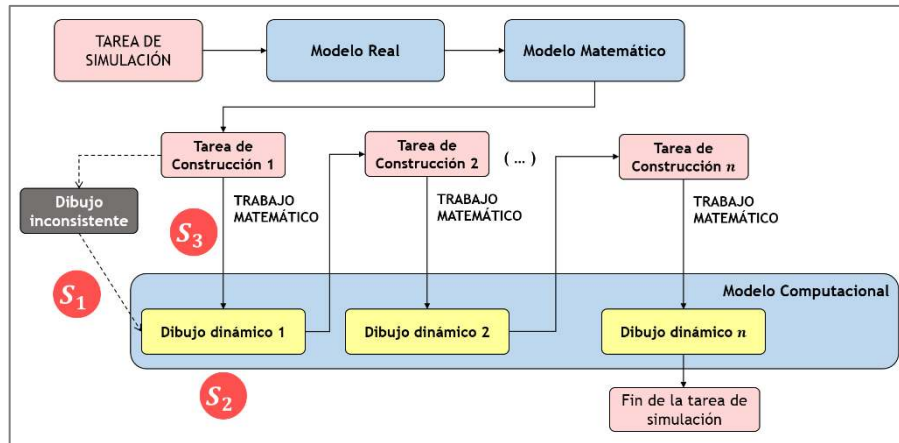 TAREA DE
SIMULACIÓN
Modelo Real
Modelo Matemático
Tarea de
Construcción 1
Tarea de
Construcción 2
( ... )
Tarea de
Construcción n
Dibujo
inconsistente
TRABAJO
MATEMÁTICO
TRABAJO
MATEMÁTICO
TRABAJO
MATEMÁTICO
S₃
S₁
Modelo Computacional
Dibujo dinámico 1
Dibujo dinámico 2
Dibujo dinámico n
S₂
Fin de la tarea de
simulación